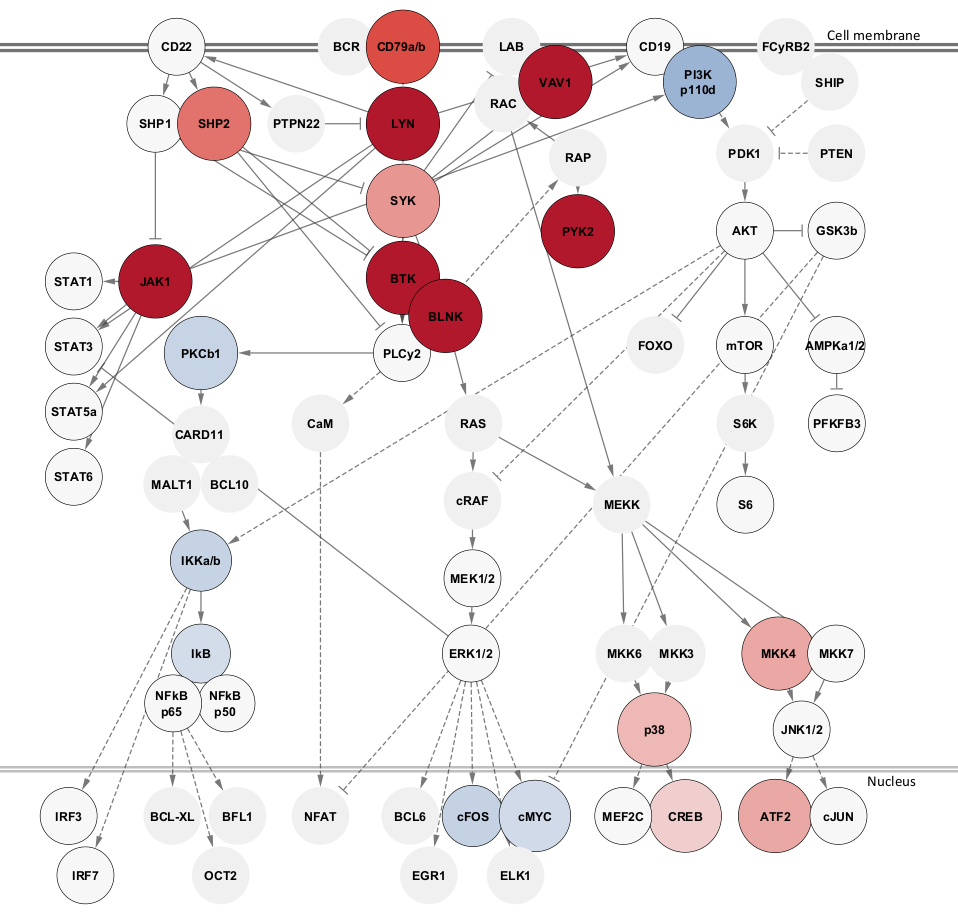 Cell membrane
CD22
BCR
CD79a/b
LAB
CD19
FCyRB2
VAV1
PI3K
p110d
SHIP
RAC
SHP1
SHP2
PTPN22
LYN
RAP
PDK1
PTEN
SYK
PYK2
AKT
GSK3b
STAT1
JAK1
BTK
BLNK
STAT3
PKCb1
PLCy2
FOXO
mTOR
AMPKa1/2
STAT5a
CARD11
CaM
RAS
S6K
PFKFB3
STAT6
MALT1
BCL10
cRAF
MEKK
S6
IKKa/b
MEK1/2
IkB
ERK1/2
MKK6
MKK3
MKK4
MKK7
NFkB
p65
NFkB
p50
p38
JNK1/2
Nucleus
IRF3
BCL-XL
BFL1
NFAT
BCL6
cFOS
cMYC
MEF2C
CREB
ATF2
cJUN
IRF7
OCT2
EGR1
ELK1